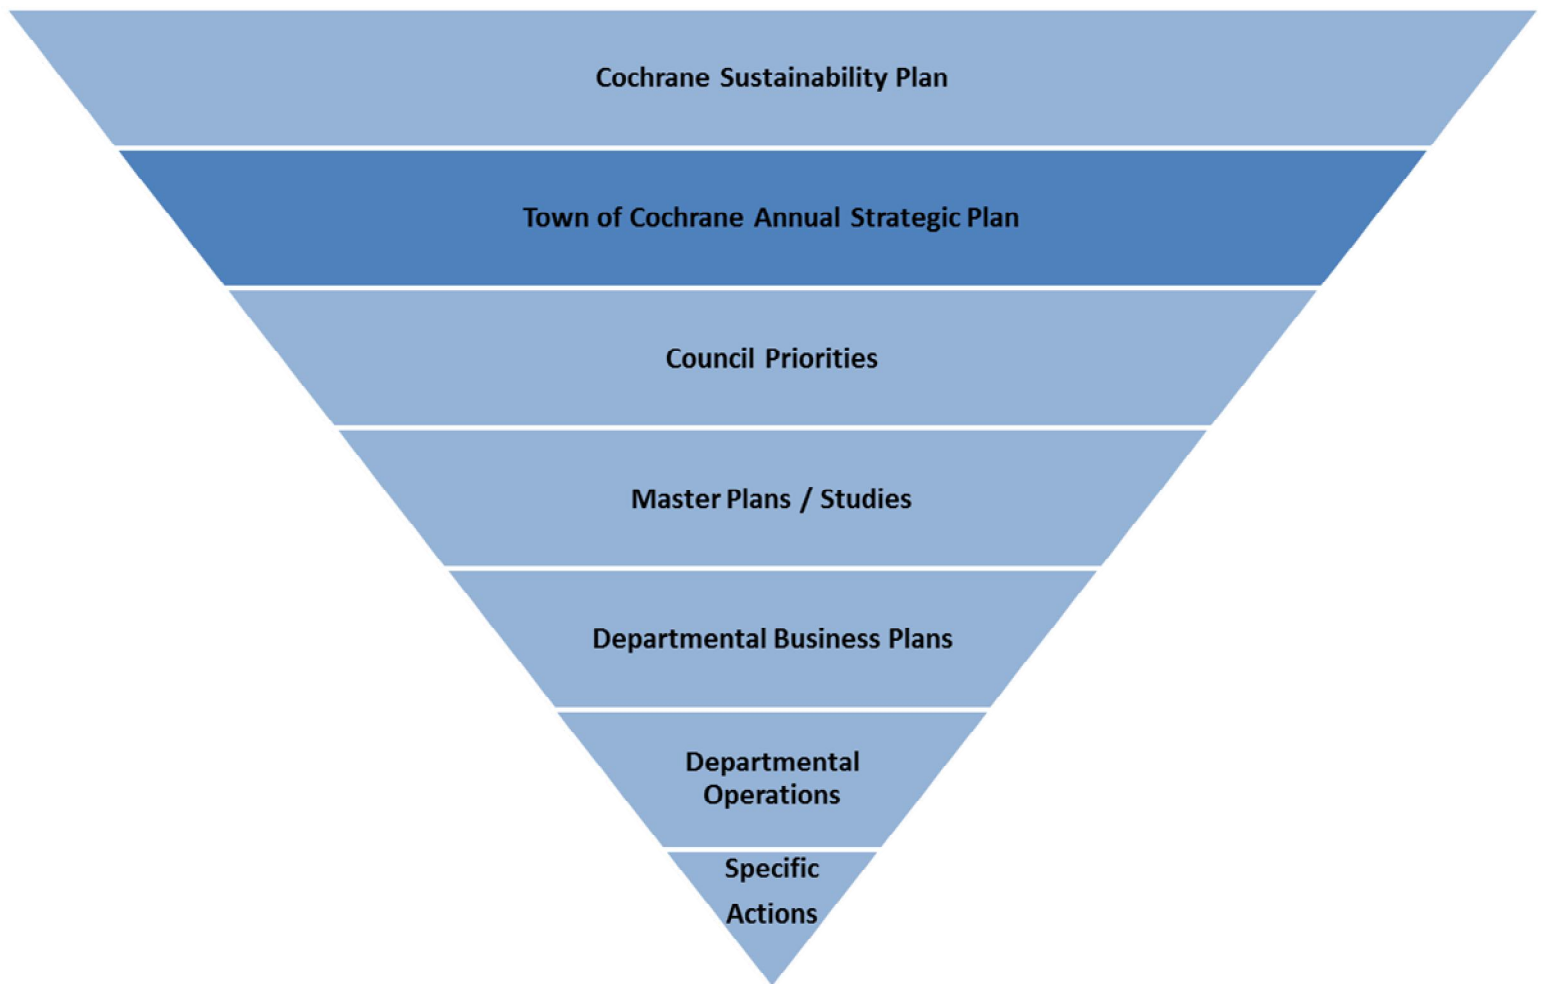 Cochrane Sustainability Plan
Town of Cochrane Annual Strategic Plan
Council Priorities
Master Plans / Studies
Departmental Business Plans
Departmental
Operations
Specific
Actions